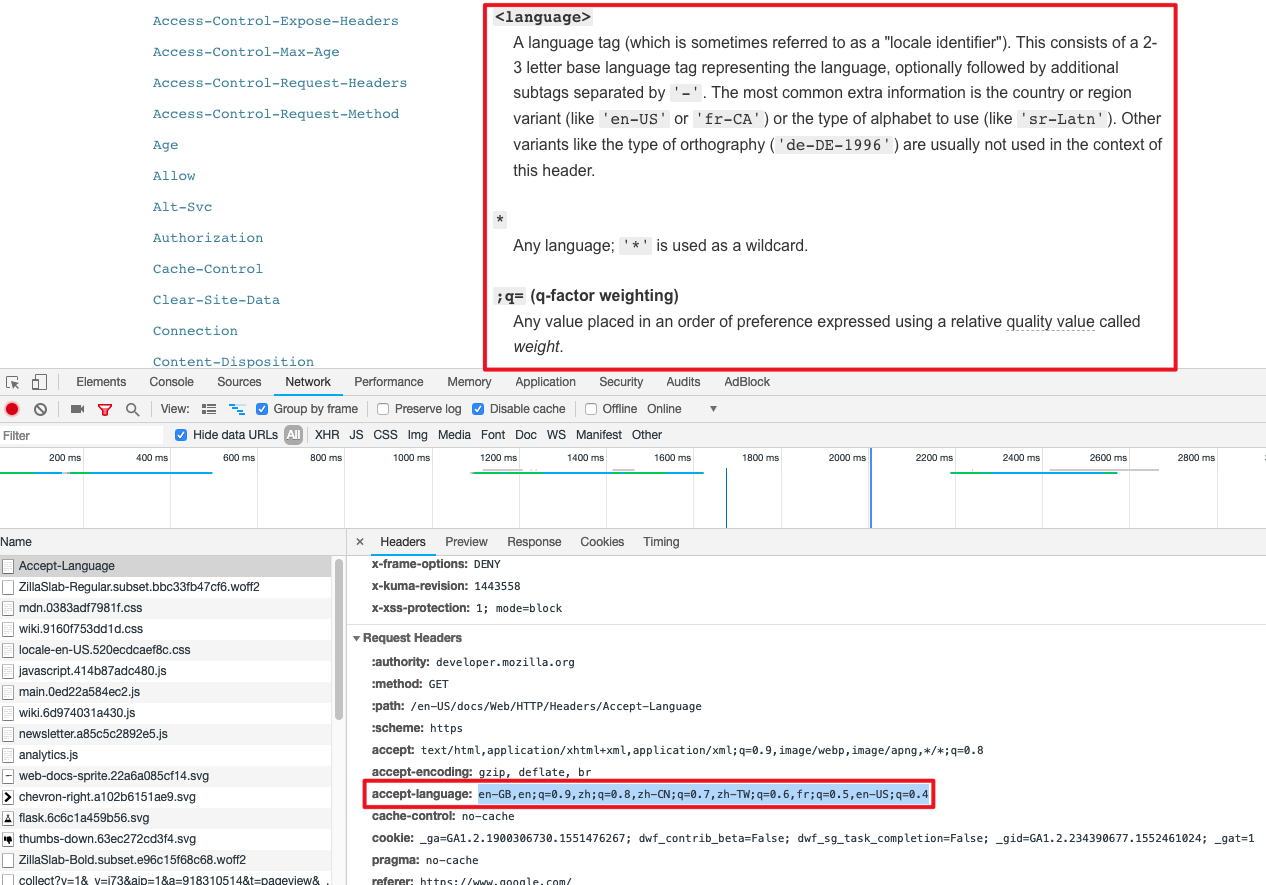 Access-Control-Expose-Headers
Access-Control-Max-Age
Access-Control-Request-Headers
Access-Control-Request-Method
Age
Allow
Alt-Svc
Authorization
Cache-Control
Clear-Site-Data
Connection
Content-Disposition
<language>
A language tag (which is sometimes referred to as a "locale identifier"). This consists of a 2-
3 letter base language tag representing the language, optionally followed by additional
subtags separated by '-'. The most common extra information is the country or region
variant (like 'en-US' or 'fr-CA') or the type of alphabet to use (like 'sr-Latn'). Other
variants like the type of orthography ('de-DE-1996') are usually not used in the context of
this header.
*
Any language; '*' is used as a wildcard.
;q= (q-factor weighting)
Any value placed in an order of preference expressed using a relative quality value called
weight.
Elements Console Sources Network Performance Memory Application Security Audits AdBlock
View: Group by frame Preserve log Disable cache Offline Online
Filter Hide data URLs All XHR JS CSS Img Media Font Doc WS Manifest Other
200 ms 400 ms 600 ms 800 ms 1000 ms 1200 ms 1400 ms 1600 ms 1800 ms 2000 ms 2200 ms 2400 ms 2600 ms 2800 ms
Name
Accept-Language
ZillaSlab-Regular.subset.bbc33fb47cf6.woff2
mdn.0383adf7981f.css
wiki.9160f753dd1d.css
locale-en-US.520ecdcaef8c.css
javascript.414b87adc480.js
main.0ed22a584ec2.js
wiki.6d974031a430.js
newsletter.a85c5c2892e5.js
analytics.js
web-docs-sprite.22a6a085cf14.svg
chevron-right.a102b6151ae9.svg
flask.6c6c1a459b56.svg
thumbs-down.63ec272cd3f4.svg
ZillaSlab-Bold.subset.e96c15f68c68.woff2
collect?v=1&_v=j73&aip=1&a=918310514&t=pageview&_...
× Headers Preview Response Cookies Timing
x-frame-options: DENY
x-kuma-revision: 1443558
x-xss-protection: 1; mode=block
Request Headers
:authority: developer.mozilla.org
:method: GET
:path: /en-US/docs/Web/HTTP/Headers/Accept-Language
:scheme: https
accept: text/html,application/xhtml+xml,application/xml;q=0.9,image/webp,image/apng,*/*;q=0.8
accept-encoding: gzip, deflate, br
accept-language: en-GB,en;q=0.9,zh;q=0.8,zh-CN;q=0.7,zh-TW;q=0.6,fr;q=0.5,en-US;q=0.4
cache-control: no-cache
cookie: _ga=GA1.2.1900306730.1551476267; dwf_contrib_beta=False; dwf_sg_task_completion=False; _gid=GA1.2.234390677.1552461024; _gat=1
pragma: no-cache
referer: https://www.google.com/